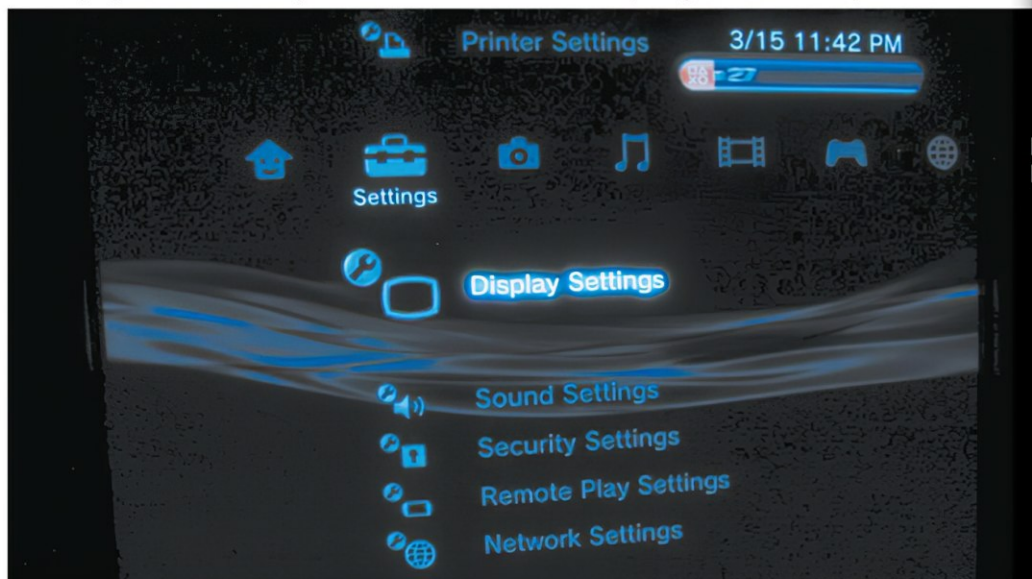 Printer Settings
3/15 11:42 PM
27
Settings
Display Settings
Sound Settings
Security Settings
Remote Play Settings
Network Settings